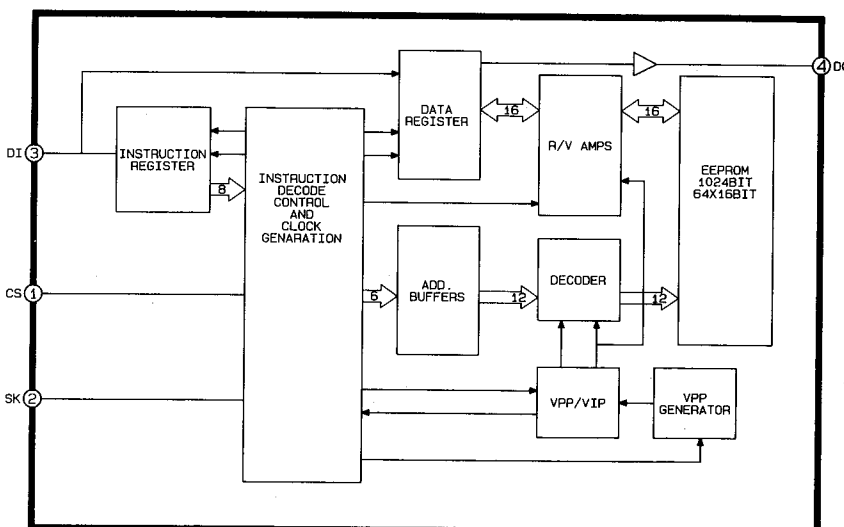 4
DO
DATA
REGISTER
16
16
R/V AMPS
EEPROM
1024BIT
64X16BIT
DI
3
INSTRUCTION
REGISTER
8
INSTRUCTION
DECODE
CONTROL
AND
CLOCK
GENARATION
CS
1
6
ADD.
BUFFERS
12
DECODER
12
SK
2
VPP/VIP
VPP
GENERATOR